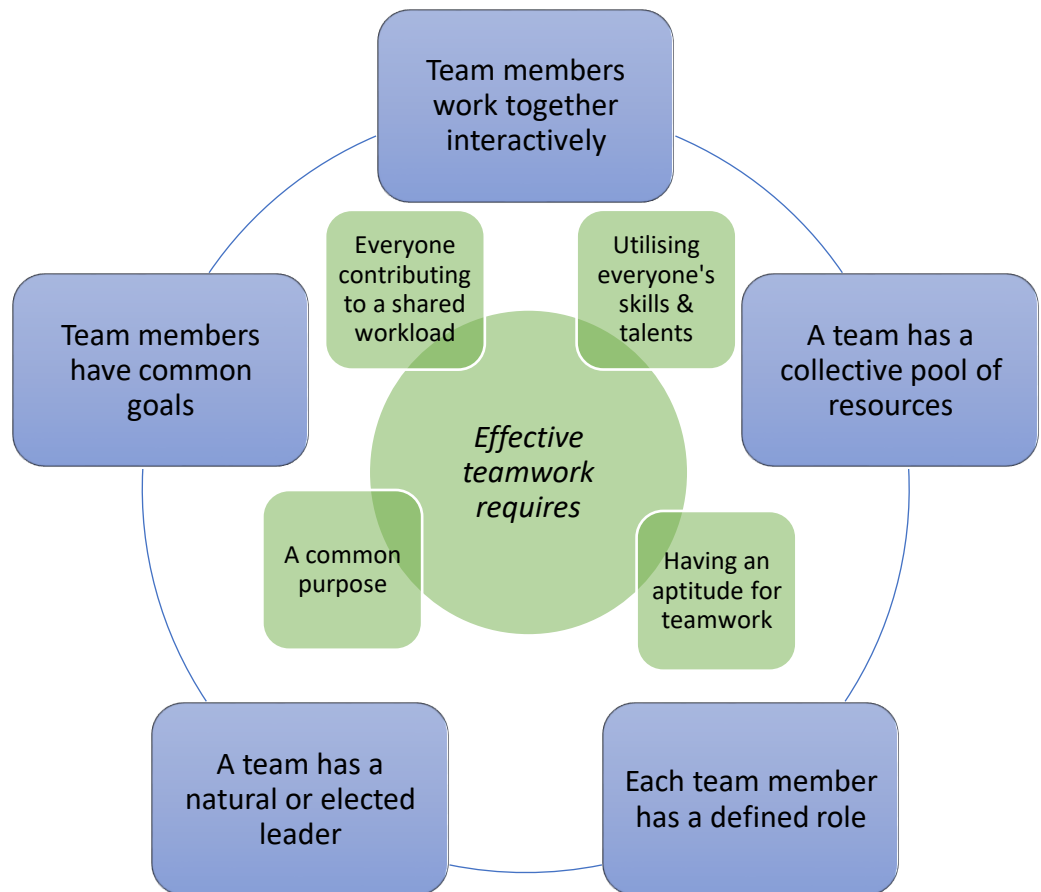 Team members
work together
interactively
Everyone
contributing
to a shared
workload
Utilising
everyone's
skills &
talents
Team members
have common
goals
A team has a
collective pool of
resources
Effective
teamwork
requires
A common
purpose
Having an
aptitude for
teamwork
A team has a
natural or elected
leader
Each team member
has a defined role